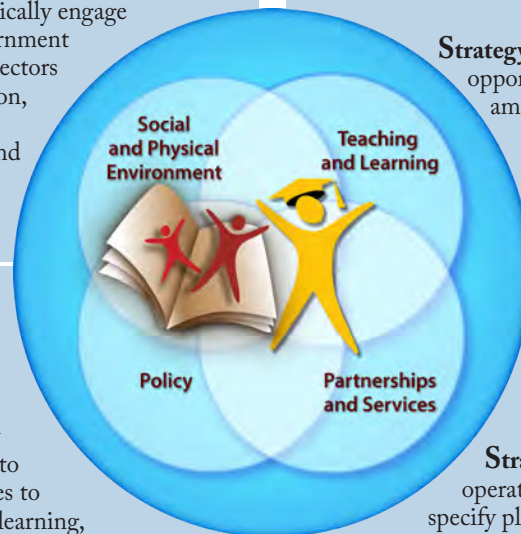 ically engage
rnment
ectors
on,
nd
Strategy
oppor
am
Social
and Physical
Environment
Teaching
and Learning
Policy
Partnerships
and Services
to
es to
learning,
Stra
operat
specify pl